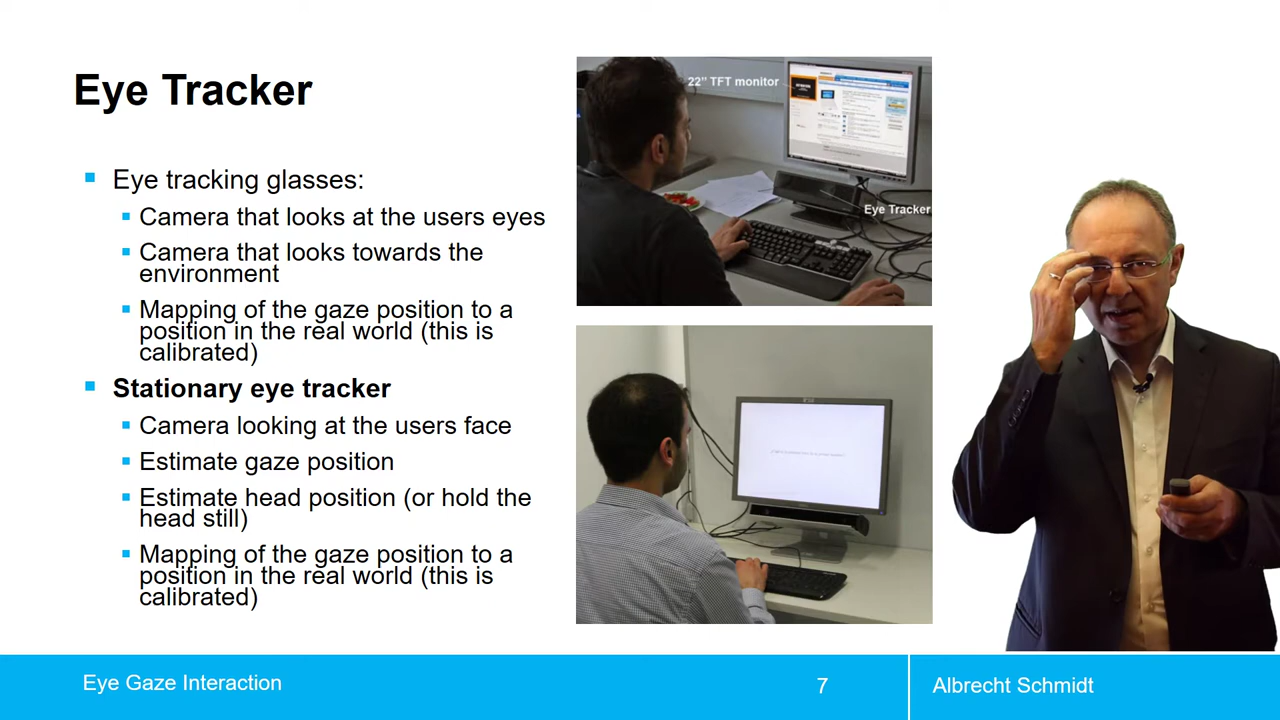 Eye Tracker
Eye tracking glasses:
Camera that looks at the users eyes
Camera that looks towards the
environment
Mapping of the gaze position to a
position in the real world (this is
calibrated)
Stationary eye tracker
Camera looking at the users face
Estimate gaze position
Estimate head position (or hold the
head still)
Mapping of the gaze position to a
position in the real world (this is
calibrated)
22” TFT monitor
Eye Tracker
Eye Gaze Interaction
7
Albrecht Schmidt